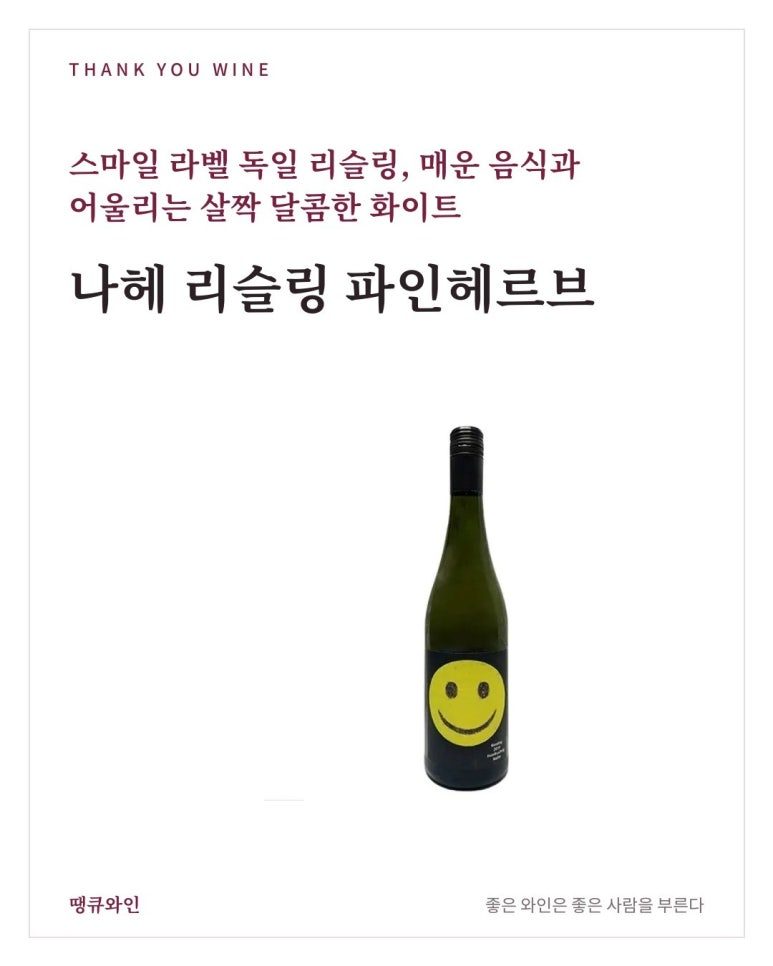 THANK YOU WINE
스마일 라벨 독일 리슬링, 매운 음식과
어울리는 살짝 달콤한 화이트
나헤 리슬링 파인헤르브
Riesling
땡큐와인
좋은 와인은 좋은 사람을 부른다